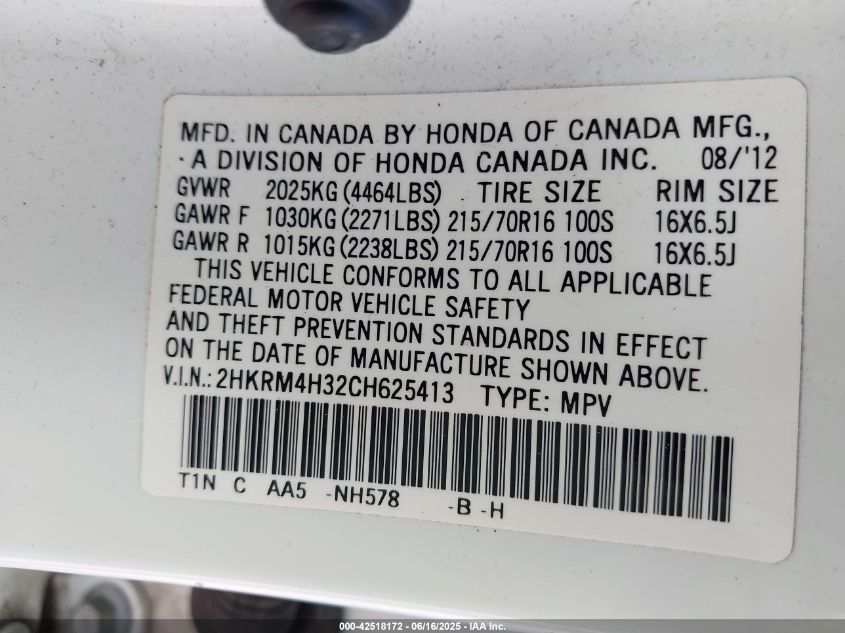 MFD. IN CANADA BY HONDA OF CANADA MFG.,
A DIVISION OF HONDA CANADA INC. 08/'12
GVWR 2025KG (4464LBS) TIRE SIZE RIM SIZE
GAWR F 1030KG (2271LBS) 215/70R16 100S 16X6.5J
GAWR R 1015KG (2238LBS) 215/70R16 100S 16X6.5J
THIS VEHICLE CONFORMS TO ALL APPLICABLE
FEDERAL MOTOR VEHICLE SAFETY
AND THEFT PREVENTION STANDARDS IN EFFECT
ON THE DATE OF MANUFACTURE SHOWN ABOVE.
V.I.N.: 2HKRM4H32CH625413 TYPE: MPV
T1N C AA5 -NH578 -B -H
000-42518172 - 06/16/2025 - IAA Inc.